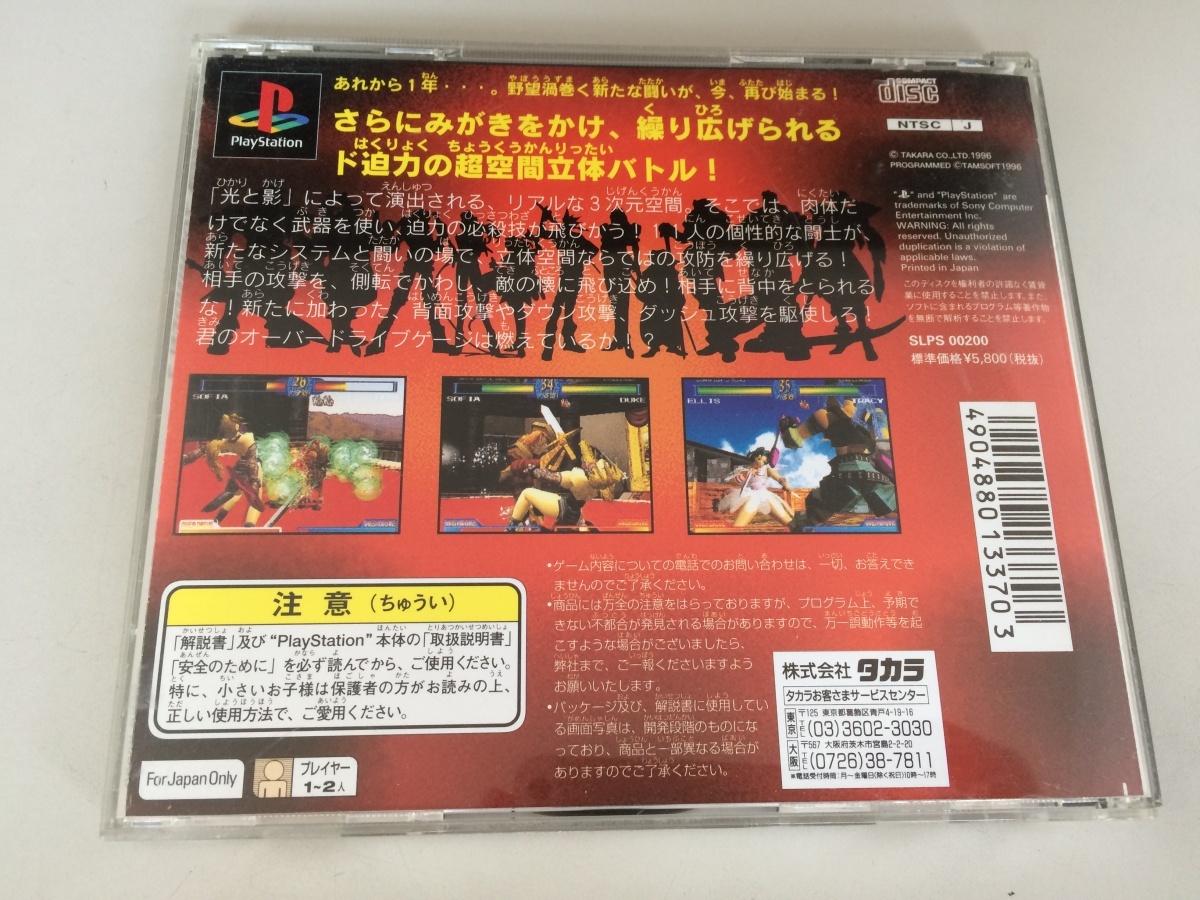 PlayStation
あれから1年・・・。野望渦巻く新たな闘いが、今、再び始まる！
さらにみがきをかけ、繰り広げられる
ド迫力の超空間立体バトル！
「光と影」によって演出される、リアルな3次元空間。そこでは、肉体だ
けでなく武器を使い、迫力の必殺技が飛びかう！
人の個性的な闘士が、
新たなシステムと闘いの場で、立体空間ならではの攻防を繰り広げる！
相手の攻撃を、側転でかわし、敵の懐に飛び込め！相手に背中をとられる
な！新たに加わった、背面攻撃やダウン攻撃、ダッシュ攻撃を駆使しろ！
君のオーバードライブゲージは燃えているか！？
COMPACT
disc
NTSC J
© TAKARA CO.,LTD.1996
PROGRAMMED ©TAMSOFT1996
" " and "PlayStation" are
trademarks of Sony Computer
Entertainment Inc.
WARNING: All rights
reserved. Unauthorized
duplication is a violation of
applicable laws.
Printed in Japan
このディスクを権利者の許諾なく賃貸
業に使用することを禁止します。また、
ソフトに含まれるプログラム等著作物
を無断で解析することを禁止します。
SLPS 00200
標準価格¥5,800(税抜)
26
SOFIA
34
SOFIA
DUKE
35
ELLIS
TRACY
4904880133703
注意（ちゅうい）
「解説書」及び“PlayStation”本体の「取扱説明書」
「安全のために」を必ず読んでから、ご使用ください。
特に、小さいお子様は保護者の方がお読みの上、
正しい使用方法で、ご愛用ください。
For Japan Only
プレイヤー
1~2人
•ゲーム内容についての電話でのお問い合わせは、一切、お答えでき
ませんのでご了承ください。
•商品には万全の注意をはらっておりますが、プログラム上、予期で
きない不都合が発見される場合がありますので、万一誤動作等を起
こすような場合がございましたら、
弊社まで、ご一報くださいますよう
お願いいたします。
•パッケージ及び、解説書に使用してい
る画面写真は、開発段階のものにな
っており、商品と一部異なる場合が
ありますのでご了承ください。
株式会社 タカラ
タカラお客さまサービスセンター
東京
〒125 東京都葛飾区青戸4-19-16
TEL(03)3602-3030
大阪
〒567 大阪府茨木市宮島2-2-20
TEL(0726)38-7811
*電話受付時間:月~金曜日(除く祝日)10時~17時